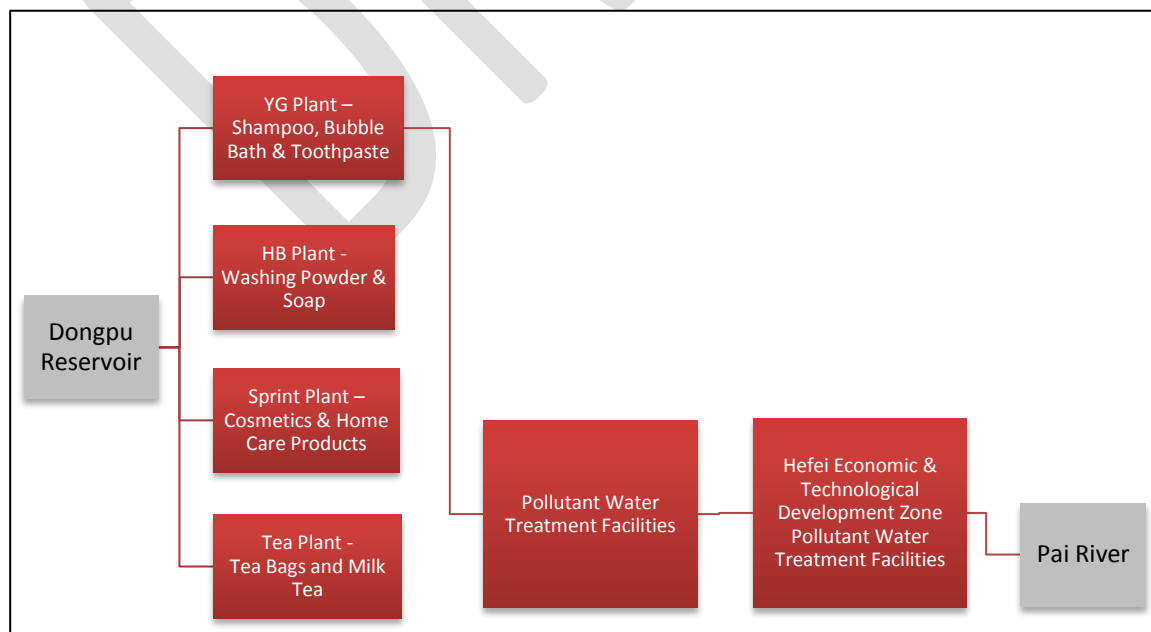 YG Plant –
Shampoo, Bubble
Bath & Toothpaste
HB Plant -
Washing Powder &
Soap
Dongpu
Reservoir
Sprint Plant –
Cosmetics & Home
Care Products
Tea Plant -
Tea Bags and Milk
Tea
Pollutant Water
Treatment Facilities
Hefei Economic &
Technological
Development Zone
Pollutant Water
Treatment Facilities
Pai River